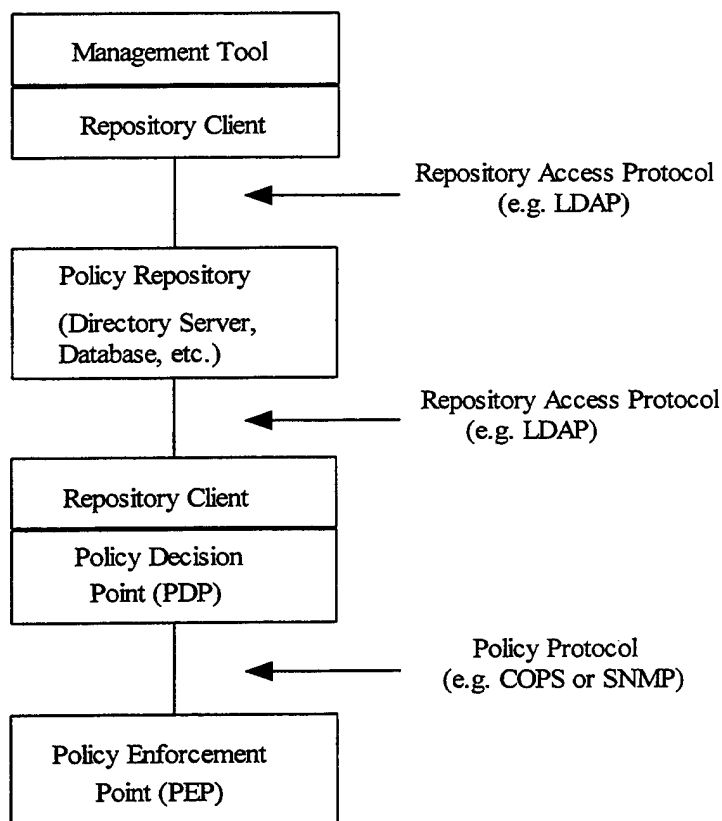 Management Tool
Repository Client
Repository Access Protocol
(e.g. LDAP)
Policy Repository
(Directory Server,
Database, etc.)
Repository Access Protocol
(e.g. LDAP)
Repository Client
Policy Decision
Point (PDP)
Policy Protocol
(e.g. COPS or SNMP)
Policy Enforcement
Point (PEP)